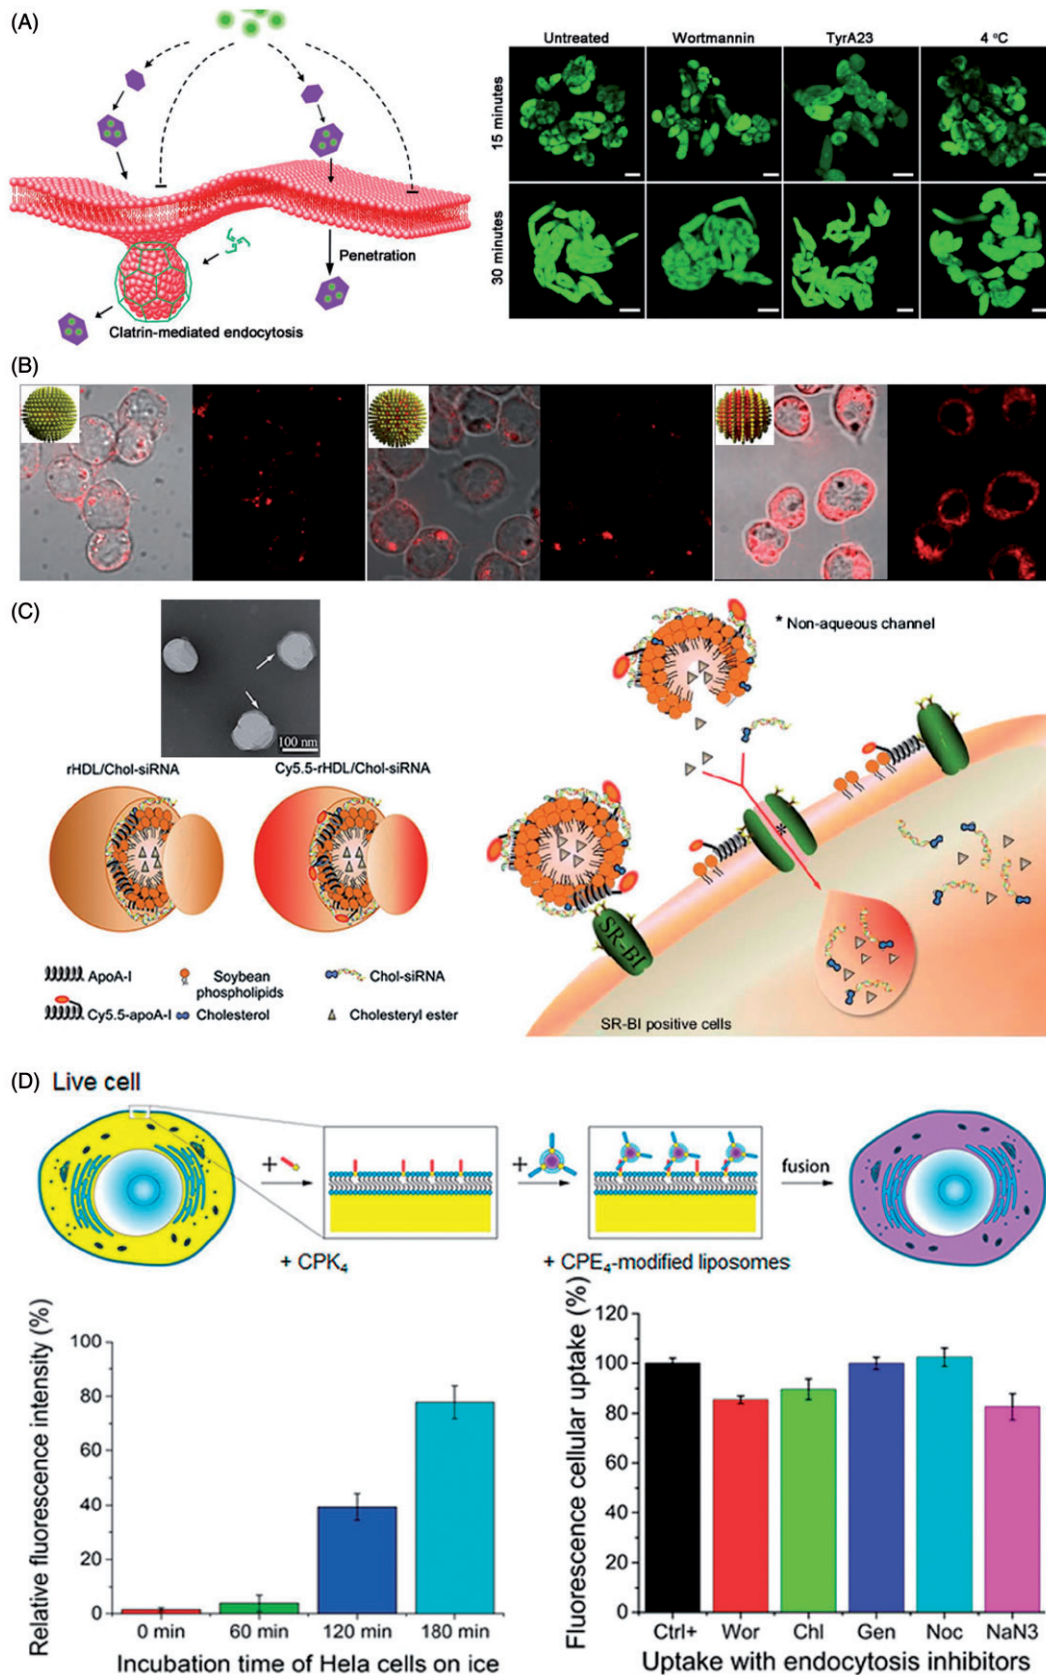 (A)
Untreated
Wortmannin
TyrA23
4 °C
15 minutes
30 minutes
Penetration
Clatrin-mediated endocytosis
(B)
(C)
100 nm
rHDL/Chol-siRNA
Cy5.5-rHDL/Chol-siRNA
ApoA-I
Soybean
phospholipids
Chol-siRNA
Cy5.5-apoA-I
Cholesterol
Cholesteryl ester
* Non-aqueous channel
*
SR-BI
SR-BI positive cells
(D) Live cell
+
+
fusion
+ CPK₄
+ CPE₄-modified liposomes
Relative fluorescence intensity (%)
100
80
60
40
20
0
0 min
60 min
120 min
180 min
Incubation time of Hela cells on ice
Fluorescence cellular uptake (%)
120
100
80
60
40
20
0
Ctrl+
Wor
Chl
Gen
Noc
NaN3
Uptake with endocytosis inhibitors